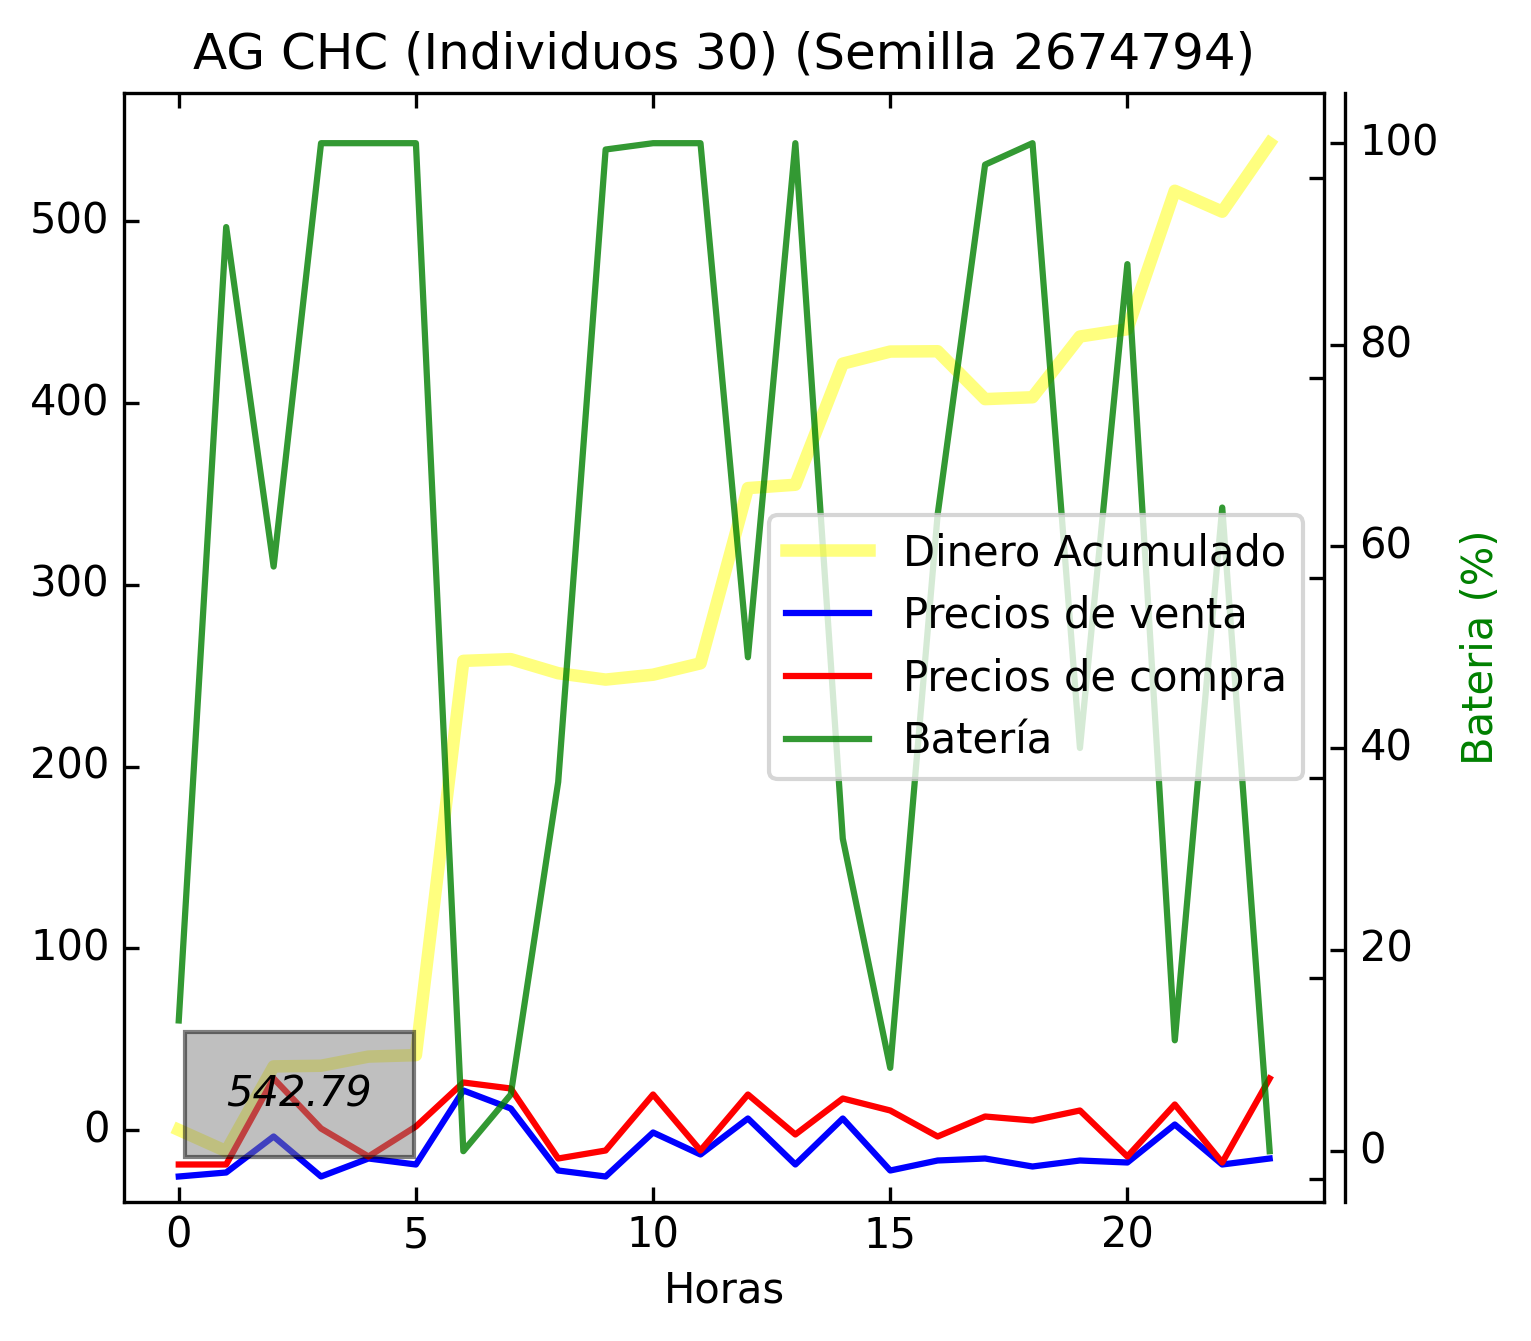 AG CHC (Individuos 30) (Semilla 2674794)
500
400
300
200
100
0
100
80
60
40
20
0
Bateria (%)
Dinero Acumulado
Precios de venta
Precios de compra
Batería
542.79
0 5 10 15 20
Horas